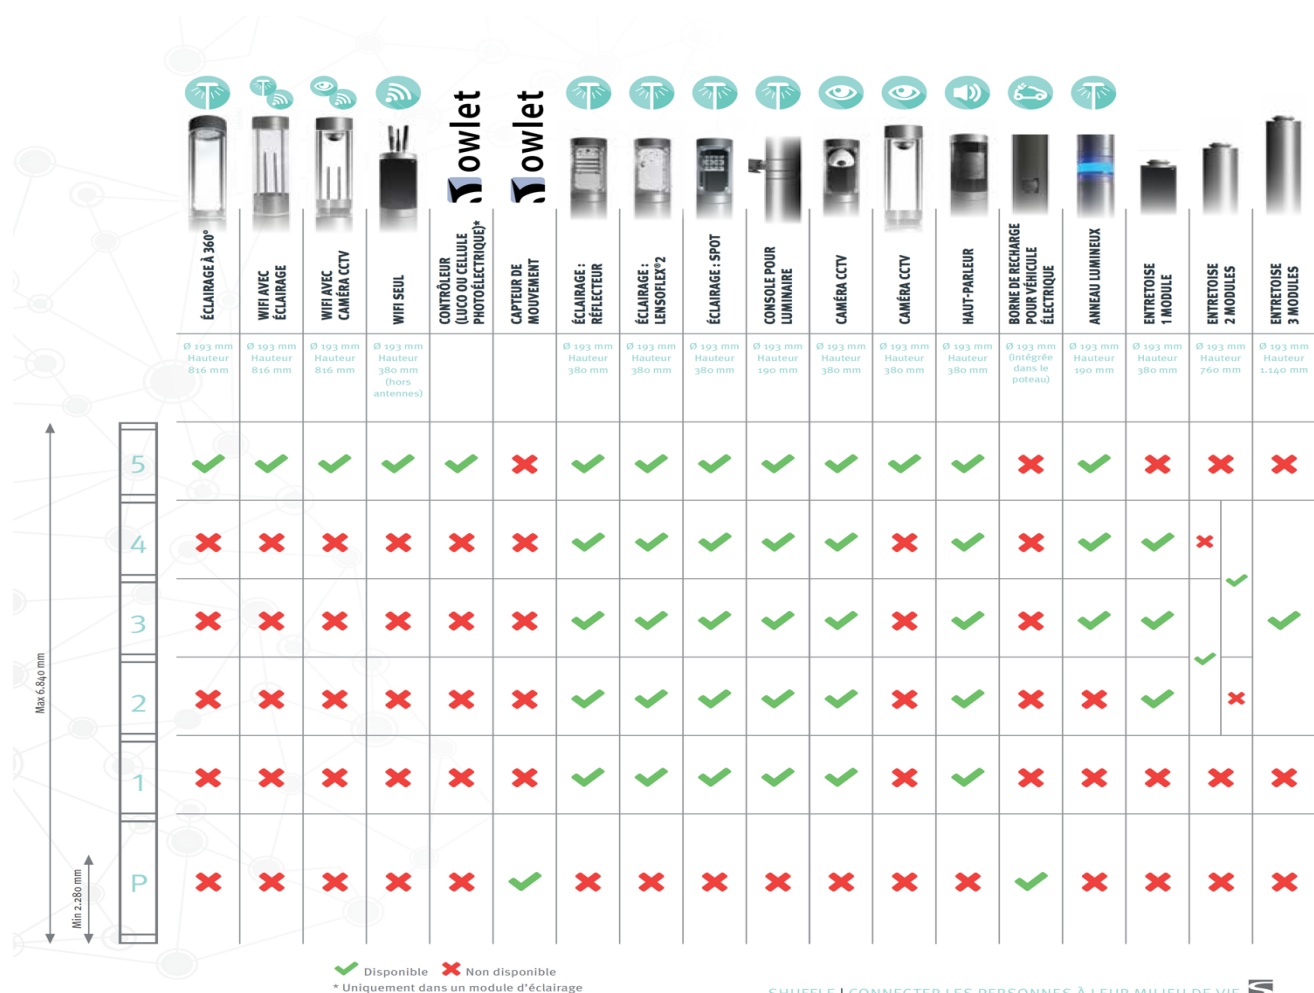 owlet
owlet
ÉCLAIRAGE À 360°
WIFI AVEC
ÉCLAIRAGE
WIFI AVEC
CAMÉRA CCTV
WIFI SEUL
CONTRÔLEUR
(LUCO OU CELLULE
PHOTOÉLECTRIQUE)*
CAPTEUR DE
MOUVEMENT
ÉCLAIRAGE :
RÉFLECTEUR
ÉCLAIRAGE :
LENSOFLEX®2
ÉCLAIRAGE : SPOT
CONSOLE POUR
LUMINAIRE
CAMÉRA CCTV
CAMÉRA CCTV
HAUT-PARLEUR
BORNE DE RECHARGE
POUR VÉHICULE
ÉLECTRIQUE
ANNEAU LUMINEUX
ENTRETOISE
1 MODULE
ENTRETOISE
2 MODULES
ENTRETOISE
3 MODULES
Ø 193 mm
Hauteur
816 mm
Ø 193 mm
Hauteur
816 mm
Ø 193 mm
Hauteur
816 mm
Ø 193 mm
Hauteur
380 mm
(hors
antennes)
Ø 193 mm
Hauteur
380 mm
Ø 193 mm
Hauteur
380 mm
Ø 193 mm
Hauteur
380 mm
Ø 193 mm
Hauteur
190 mm
Ø 193 mm
Hauteur
380 mm
Ø 193 mm
Hauteur
380 mm
Ø 193 mm
Hauteur
380 mm
Ø 193 mm
(intégrée
dans le
poteau)
Ø 193 mm
Hauteur
190 mm
Ø 193 mm
Hauteur
380 mm
Ø 193 mm
Hauteur
760 mm
Ø 193 mm
Hauteur
1.140 mm
5
4
3
2
1
P
Max 6.840 mm
Min 2.280 mm
Disponible Non disponible
* Uniquement dans un module d'éclairage
SHUFFLE | CONNECTER LES PERSONNES À LEUR MILIEU DE VIE